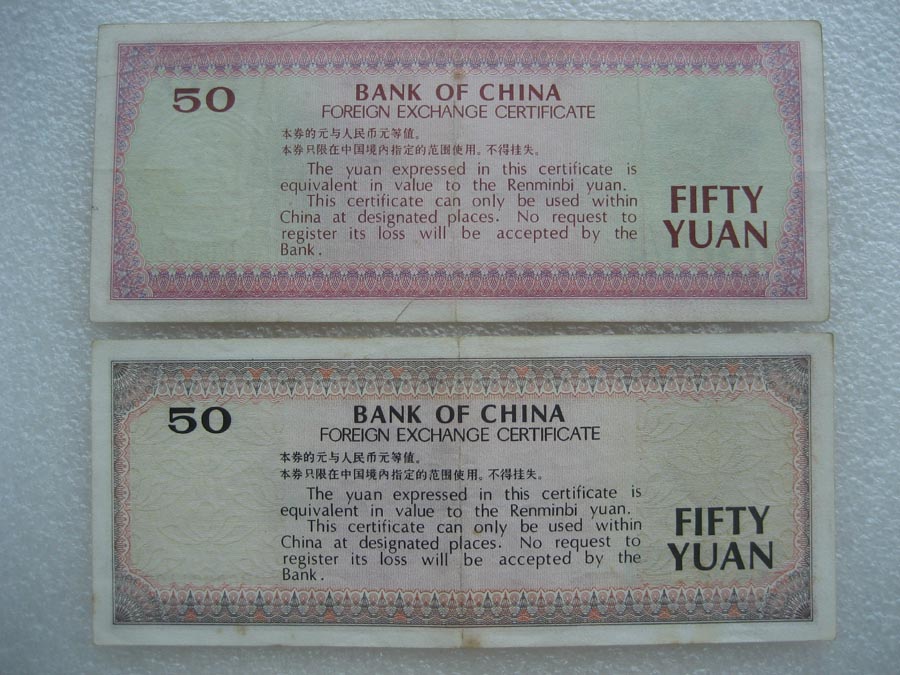 50
BANK OF CHINA
FOREIGN EXCHANGE CERTIFICATE
本券的元与人民币元等值。
本券只限在中国境内指定的范围使用。不得挂失。
The yuan expressed in this certificate is
equivalent in value to the Renminbi yuan.
This certificate can only be used within
China at designated places. No request to
register its loss will be accepted by the
Bank.
FIFTY
YUAN
50
BANK OF CHINA
FOREIGN EXCHANGE CERTIFICATE
本券的元与人民币元等值。
本券只限在中国境内指定的范围使用。不得挂失。
The yuan expressed in this certificate is
equivalent in value to the Renminbi yuan.
This certificate can only be used within
China at designated places. No request to
register its loss will be accepted by the
Bank.
FIFTY
YUAN